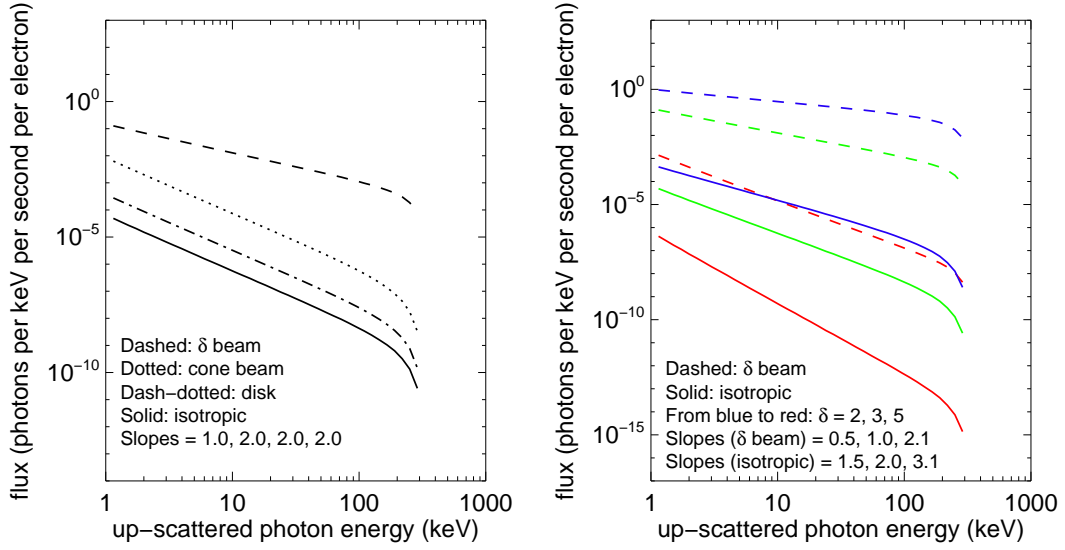 flux (photons per keV per second per electron)
10⁰
10⁻⁵
10⁻¹⁰
Dashed: δ beam
Dotted: cone beam
Dash−dotted: disk
Solid: isotropic
Slopes = 1.0, 2.0, 2.0, 2.0
1 10 100 1000
up−scattered photon energy (keV)
flux (photons per keV per second per electron)
10⁰
10⁻⁵
10⁻¹⁰
10⁻¹⁵
Dashed: δ beam
Solid: isotropic
From blue to red: δ = 2, 3, 5
Slopes (δ beam) = 0.5, 1.0, 2.1
Slopes (isotropic) = 1.5, 2.0, 3.1
1 10 100 1000
up−scattered photon energy (keV)